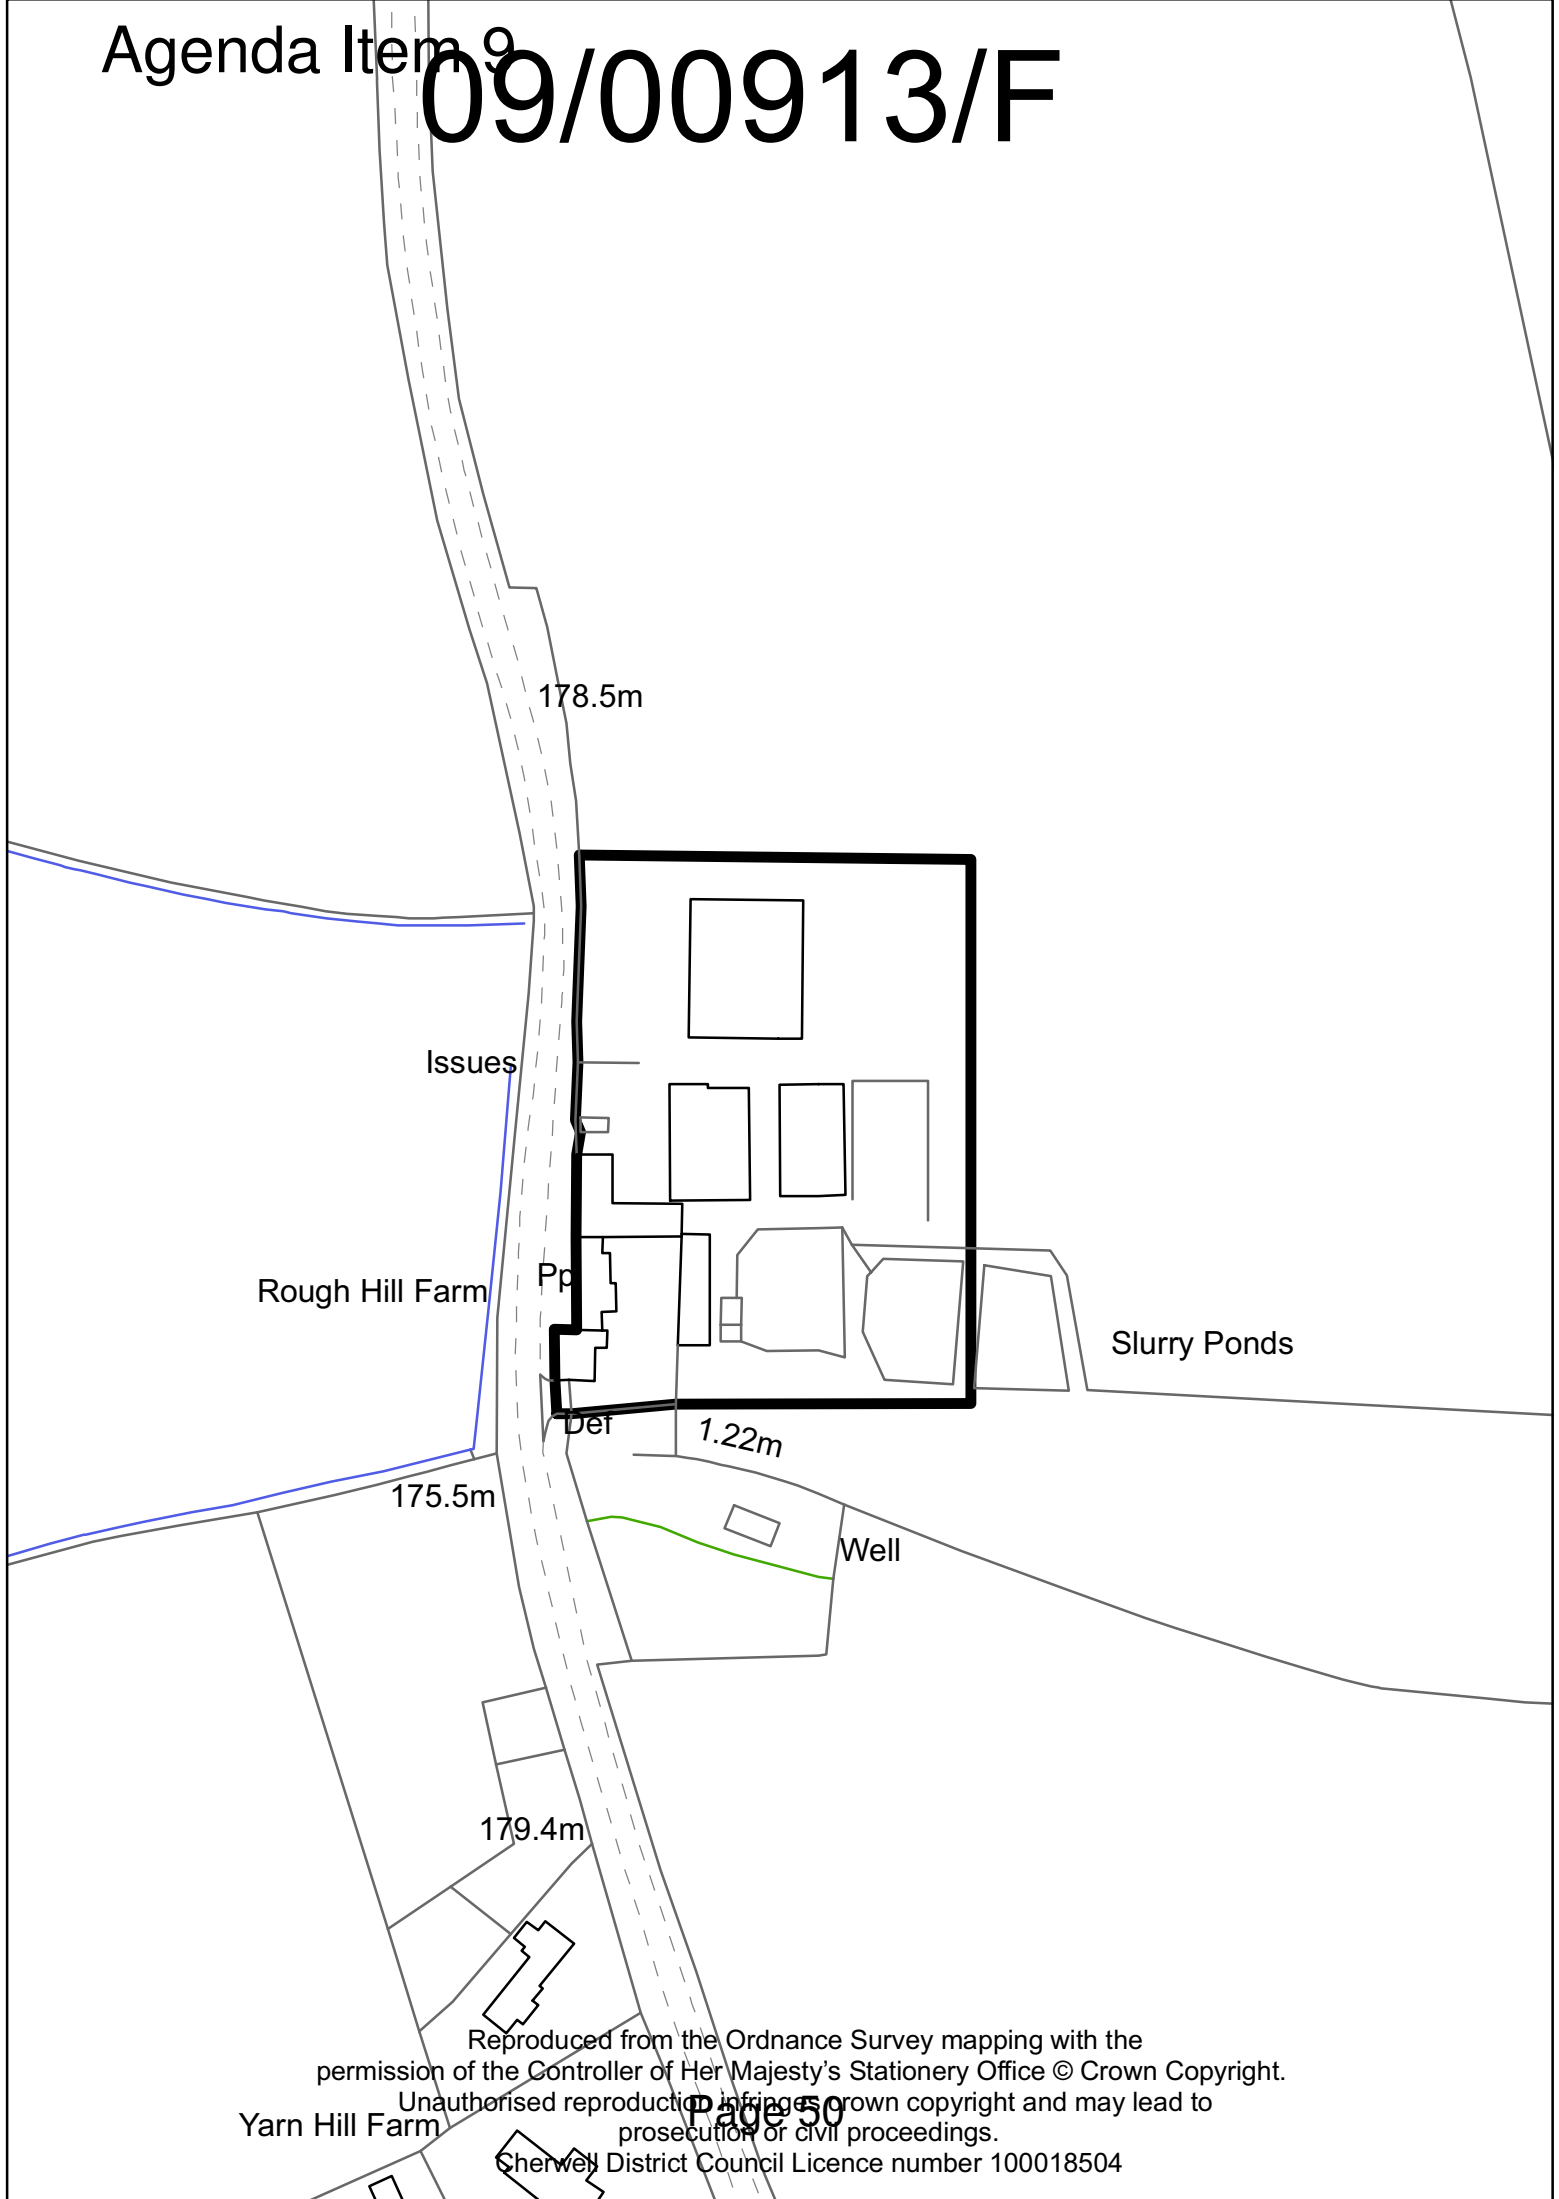 Agenda Item 9
09/00913/F
178.5m
Issues
Pp
Rough Hill Farm
Slurry Ponds
Def
1.22m
175.5m
Well
179.4m
Reproduced from the Ordnance Survey mapping with the
permission of the Controller of Her Majesty's Stationery Office © Crown Copyright.
Unauthorised reproduction infringes crown copyright and may lead to
Page 50
prosecution or civil proceedings.
Yarn Hill Farm
Cherwell District Council Licence number 100018504